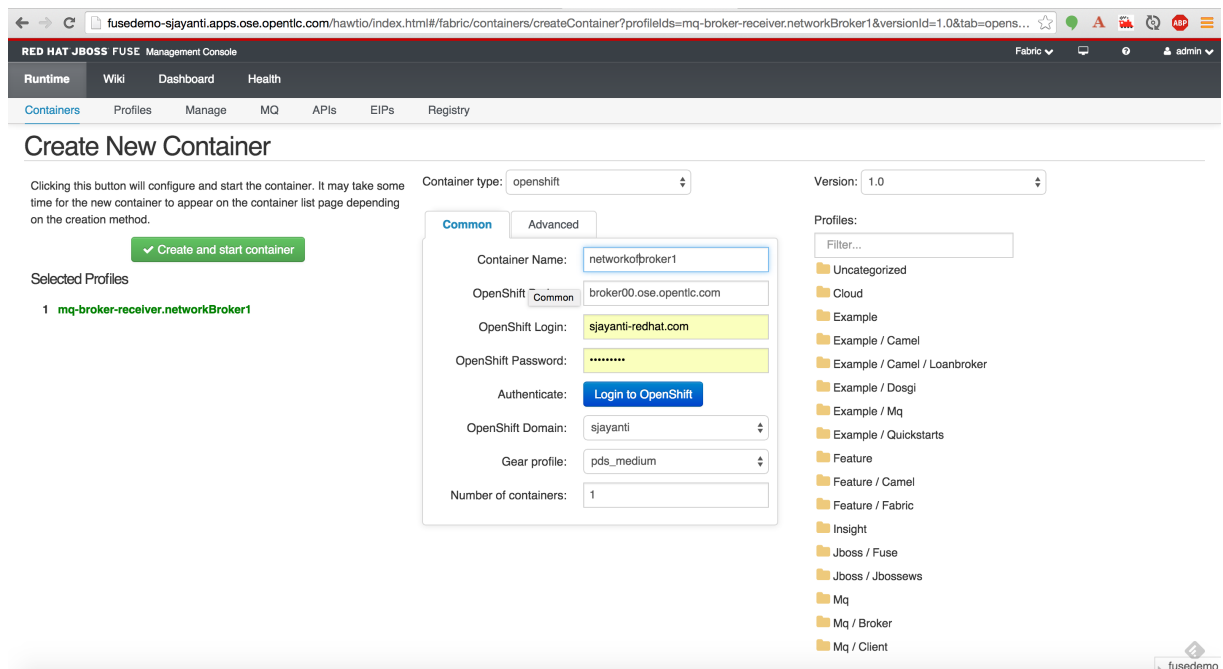 fusedemo-sjayanti.apps.ose.opentlc.com/hawtio/index.html#/fabric/containers/createContainer?profileIds=mq-broker-receiver.networkBroker1&versionId=1.0&tab=opens...
A
ABP
RED HAT JBOSS FUSE Management Console
Fabric
admin
Runtime Wiki Dashboard Health
Containers Profiles Manage MQ APIs EIPs Registry
Create New Container
Clicking this button will configure and start the container. It may take some
time for the new container to appear on the container list page depending
on the creation method.
Create and start container
Selected Profiles
1 mq-broker-receiver.networkBroker1
Container type: openshift
Common Advanced
Container Name: networkofbroker1
OpenShift broker00.ose.opentlc.com
Common
OpenShift Login: sjayanti-redhat.com
OpenShift Password: •••••••••
Authenticate: Login to OpenShift
OpenShift Domain: sjayanti
Gear profile: pds_medium
Number of containers: 1
Version: 1.0
Profiles:
Filter...
Uncategorized
Cloud
Example
Example / Camel
Example / Camel / Loanbroker
Example / Dosgi
Example / Mq
Example / Quickstarts
Feature
Feature / Camel
Feature / Fabric
Insight
Jboss / Fuse
Jboss / Jbossews
Mq
Mq / Broker
Mq / Client
fusedemo